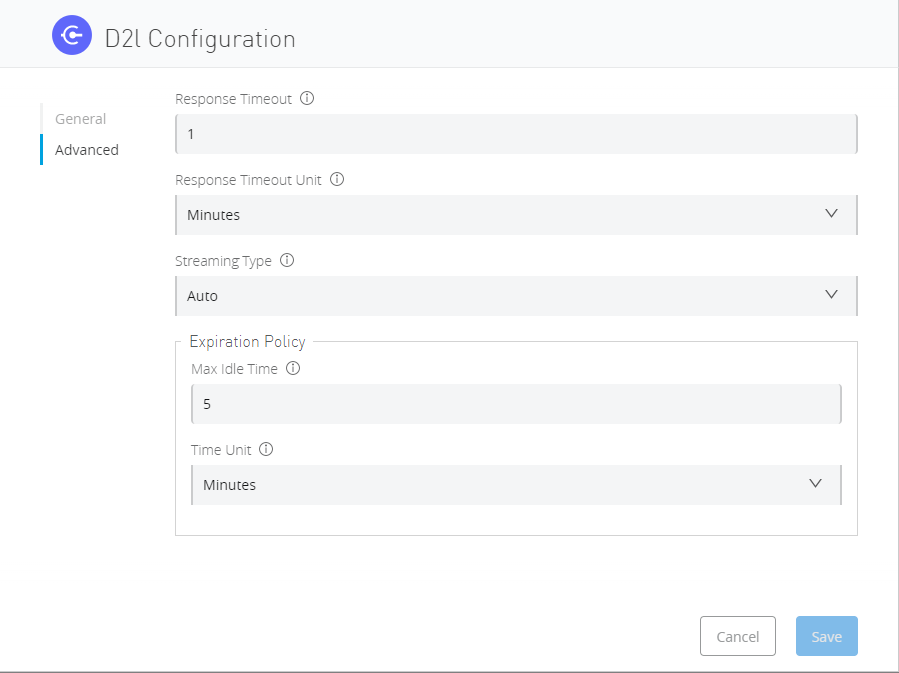 D2l Configuration
General
Advanced
Response Timeout
1
Response Timeout Unit
Minutes
Streaming Type
Auto
Expiration Policy
Max Idle Time
5
Time Unit
Minutes
Cancel
Save